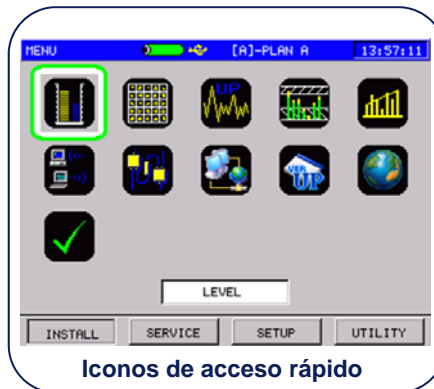 MENU [A]-PLAN A 13:57:11
UP
VER UP
LEVEL
INSTALL SERVICE SETUP UTILITY
Iconos de acceso rápido